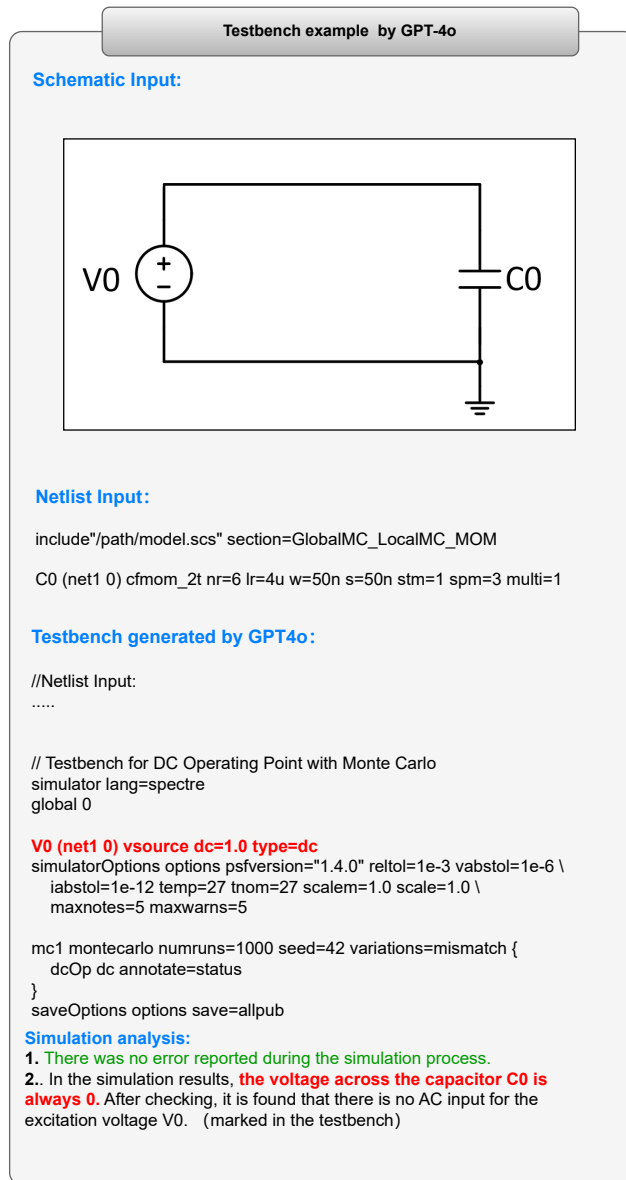 Testbench example by GPT-4o
Schematic Input:
V0
+
−
C0
Netlist Input:
include"/path/model.scs" section=GlobalMC_LocalMC_MOM
C0 (net1 0) cfmom_2t nr=6 lr=4u w=50n s=50n stm=1 spm=3 multi=1
Testbench generated by GPT4o:
//Netlist Input:
.....
// Testbench for DC Operating Point with Monte Carlo
simulator lang=spectre
global 0
V0 (net1 0) vsource dc=1.0 type=dc
simulatorOptions options psfversion="1.4.0" reltol=1e-3 vabstol=1e-6 \
iabstol=1e-12 temp=27 tnom=27 scalem=1.0 scale=1.0 \
maxnotes=5 maxwarns=5
mc1 montecarlo numruns=1000 seed=42 variations=mismatch {
dcOp dc annotate=status
}
saveOptions options save=allpub
Simulation analysis:
1. There was no error reported during the simulation process.
2.. In the simulation results, the voltage across the capacitor C0 is
always 0. After checking, it is found that there is no AC input for the
excitation voltage V0. （marked in the testbench）